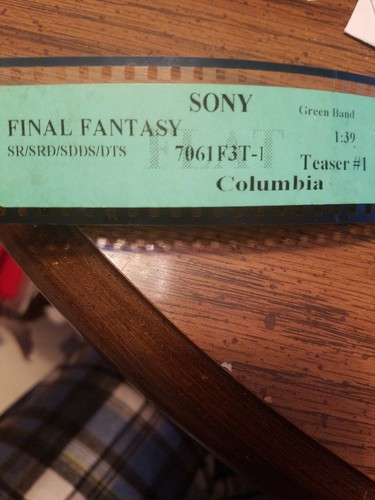 SONY
Green Band
FINAL FANTASY
1:39
FLAT
SR/SRD/SDDS/DTS
7061F3T-1
Teaser #1
Columbia